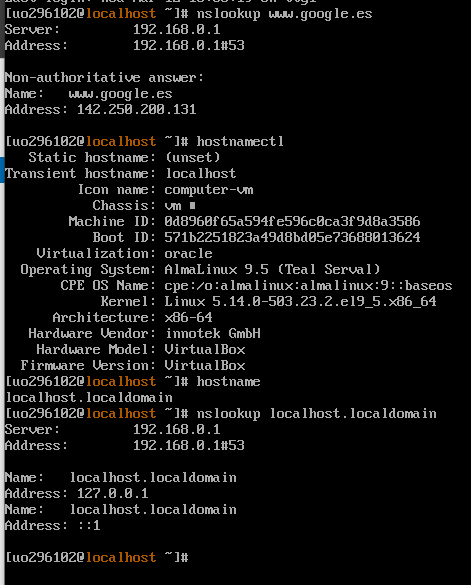 [uo296102@localhost ~]# nslookup www.google.es
Server:         192.168.0.1
Address:        192.168.0.1#53

Non-authoritative answer:
Name:   www.google.es
Address: 142.250.200.131

[uo296102@localhost ~]# hostnamectl
   Static hostname: (unset)
Transient hostname: localhost
         Icon name: computer-vm
           Chassis: vm
        Machine ID: 0d8960f65a594fe596c0ca3f9d8a3586
           Boot ID: 571b2251823a49d8bd05e73688013624
    Virtualization: oracle
  Operating System: AlmaLinux 9.5 (Teal Serval)
       CPE OS Name: cpe:/o:almalinux:almalinux:9::baseos
            Kernel: Linux 5.14.0-503.23.2.el9_5.x86_64
      Architecture: x86-64
   Hardware Vendor: innotek GmbH
    Hardware Model: VirtualBox
  Firmware Version: VirtualBox
[uo296102@localhost ~]# hostname
localhost.localdomain
[uo296102@localhost ~]# nslookup localhost.localdomain
Server:         192.168.0.1
Address:        192.168.0.1#53

Name:   localhost.localdomain
Address: 127.0.0.1
Name:   localhost.localdomain
Address: ::1

[uo296102@localhost ~]#